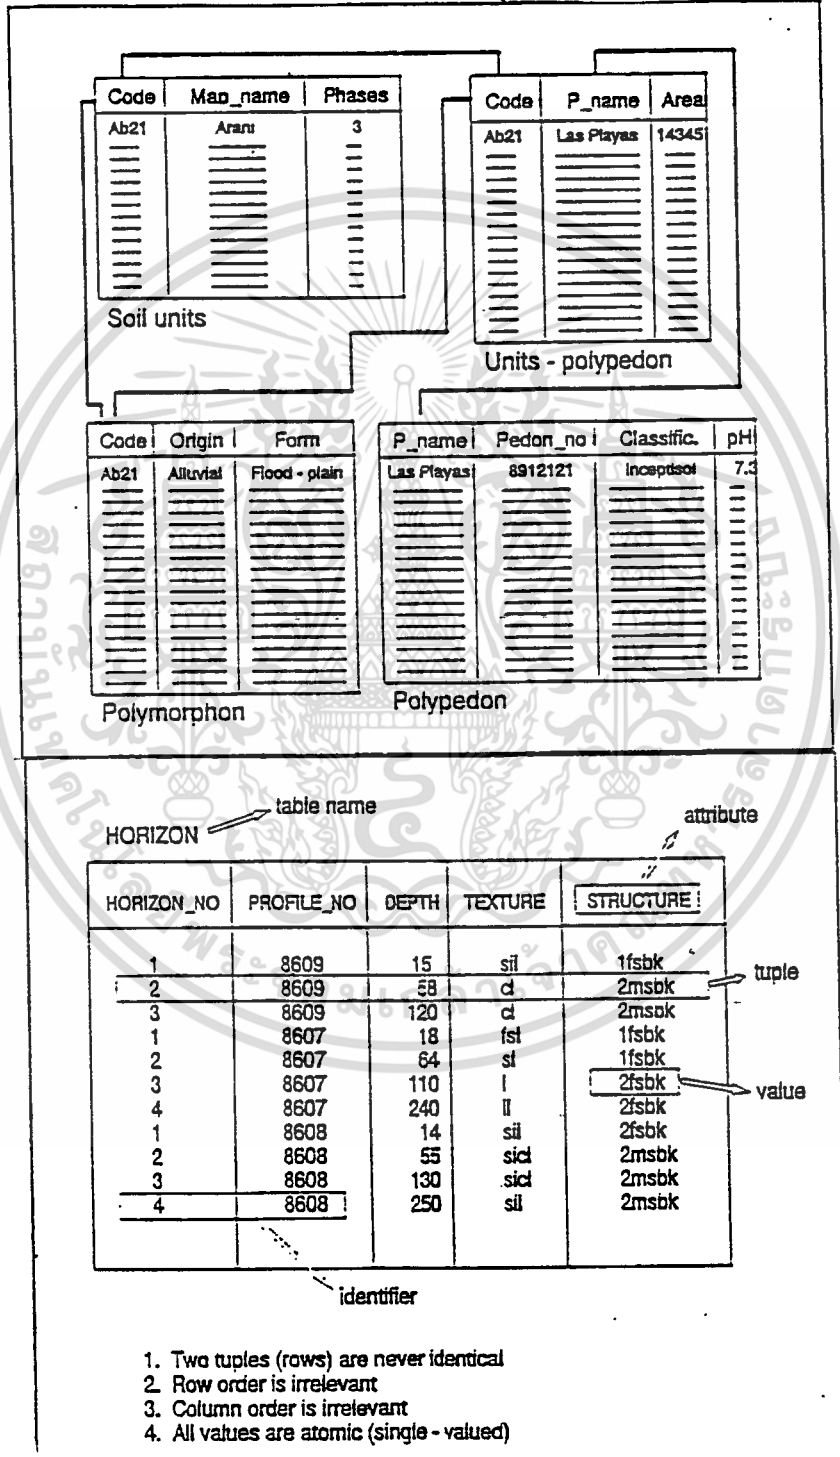 Code Map_name Phases
Ab21 Arani 3
Soil units
Code P_name Area
Ab21 Las Playas 14345
Units - polypedon
Code Origin Form
Ab21 Alluvial Flood - plain
Polymorphon
P_name Pedon_no Classific. pH
Las Playas 8912121 Inceptisol 7.3
Polypedon
table name
HORIZON
attribute
HORIZON_NO PROFILE_NO DEPTH TEXTURE STRUCTURE
1 8609 15 sil 1fsbk
2 8609 68 cl 2msbk
tuple
3 8609 120 cl 2msbk
1 8607 18 fsl 1fsbk
2 8607 64 sl 1fsbk
3 8607 110 l 2fsbk
value
4 8607 240 ll 2fsbk
1 8608 14 sil 2fsbk
2 8608 55 sicl 2msbk
3 8608 130 sicl 2msbk
4 8608 250 sil 2msbk
identifier
1. Two tuples (rows) are never identical
2. Row order is irrelevant
3. Column order is irrelevant
4. All values are atomic (single - valued)